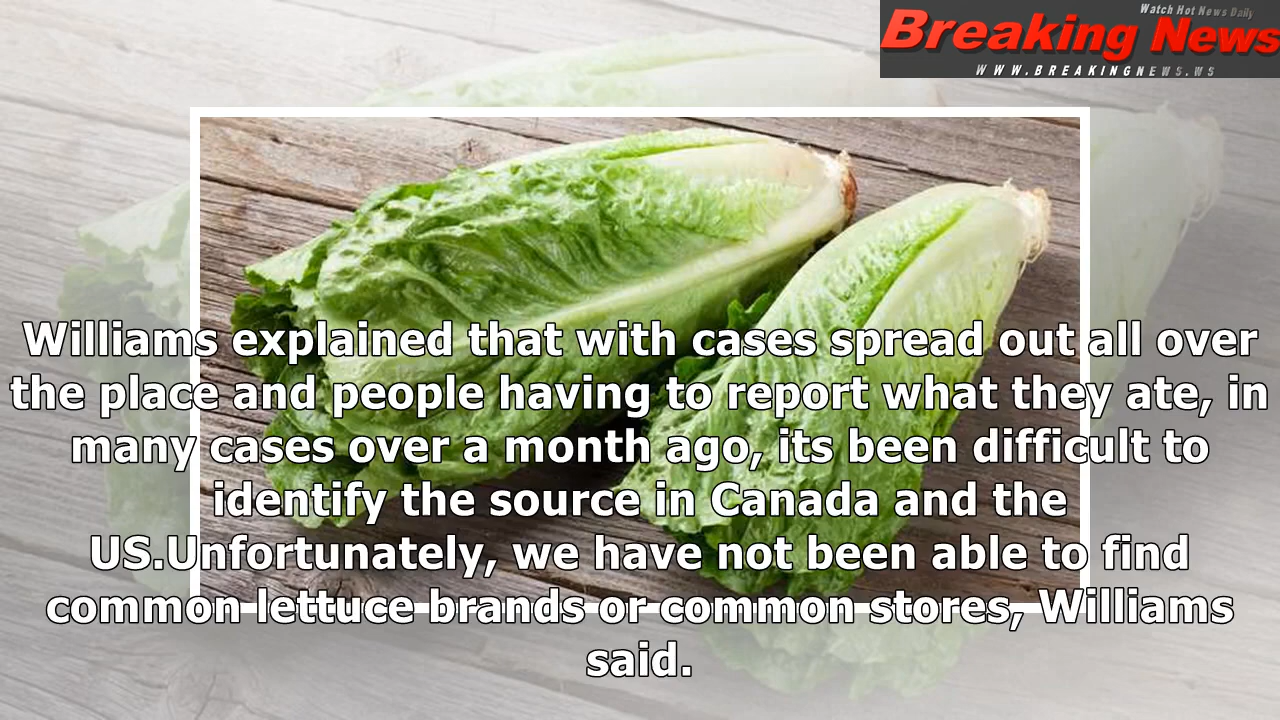 Watch Hot News Daily
Breaking News
WWW.BREAKINGNEWS.WS
Williams explained that with cases spread out all over
the place and people having to report what they ate, in
many cases over a month ago, its been difficult to
identify the source in Canada and the
US.Unfortunately, we have not been able to find
common lettuce brands or common stores, Williams
said.